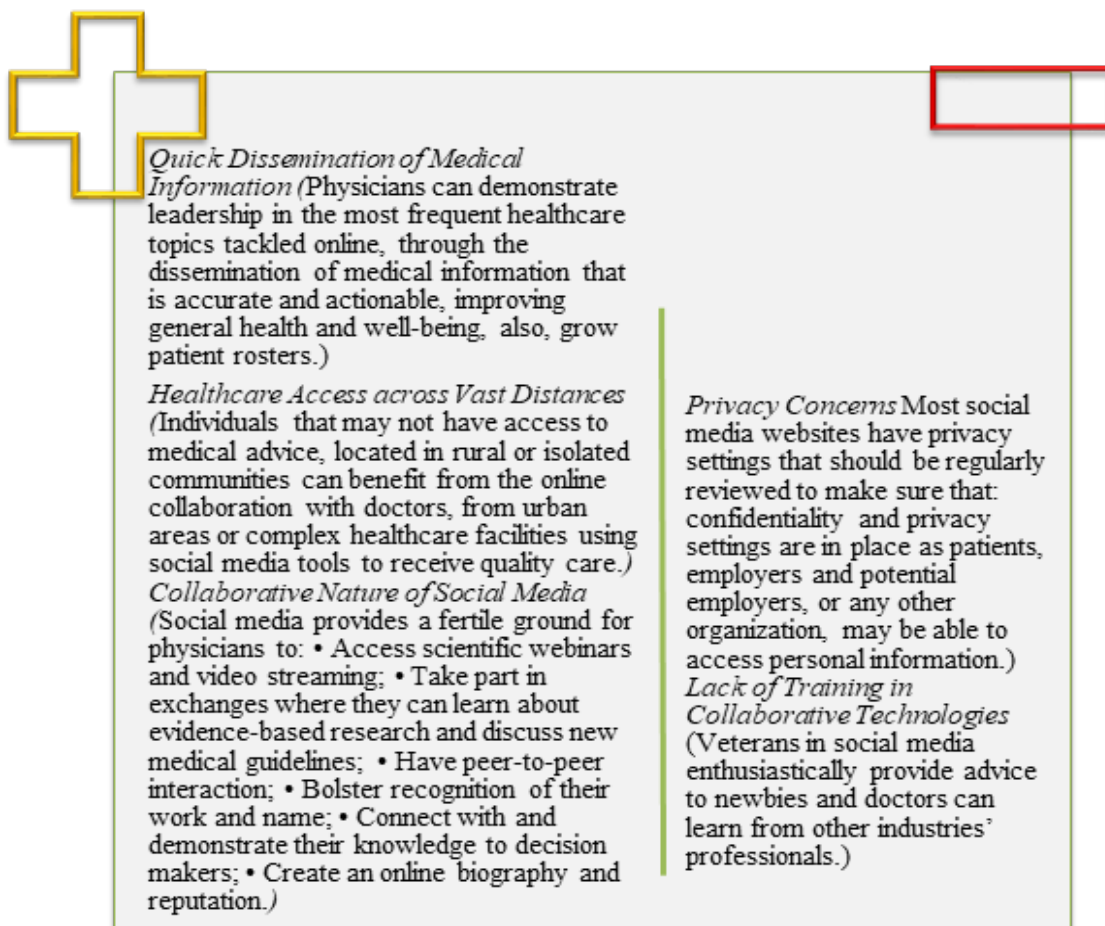 Quick Dissemination of Medical
Information (Physicians can demonstrate
leadership in the most frequent healthcare
topics tackled online, through the
dissemination of medical information that
is accurate and actionable, improving
general health and well-being, also, grow
patient rosters.)
Healthcare Access across Vast Distances
(Individuals that may not have access to
medical advice, located in rural or isolated
communities can benefit from the online
collaboration with doctors, from urban
areas or complex healthcare facilities using
social media tools to receive quality care.)
Collaborative Nature of Social Media
(Social media provides a fertile ground for
physicians to: • Access scientific webinars
and video streaming; • Take part in
exchanges where they can learn about
evidence-based research and discuss new
medical guidelines; • Have peer-to-peer
interaction; • Bolster recognition of their
work and name; • Connect with and
demonstrate their knowledge to decision
makers; • Create an online biography and
reputation.)
Privacy Concerns Most social
media websites have privacy
settings that should be regularly
reviewed to make sure that:
confidentiality and privacy
settings are in place as patients,
employers and potential
employers, or any other
organization, may be able to
access personal information.)
Lack of Training in
Collaborative Technologies
(Veterans in social media
enthusiastically provide advice
to newbies and doctors can
learn from other industries’
professionals.)